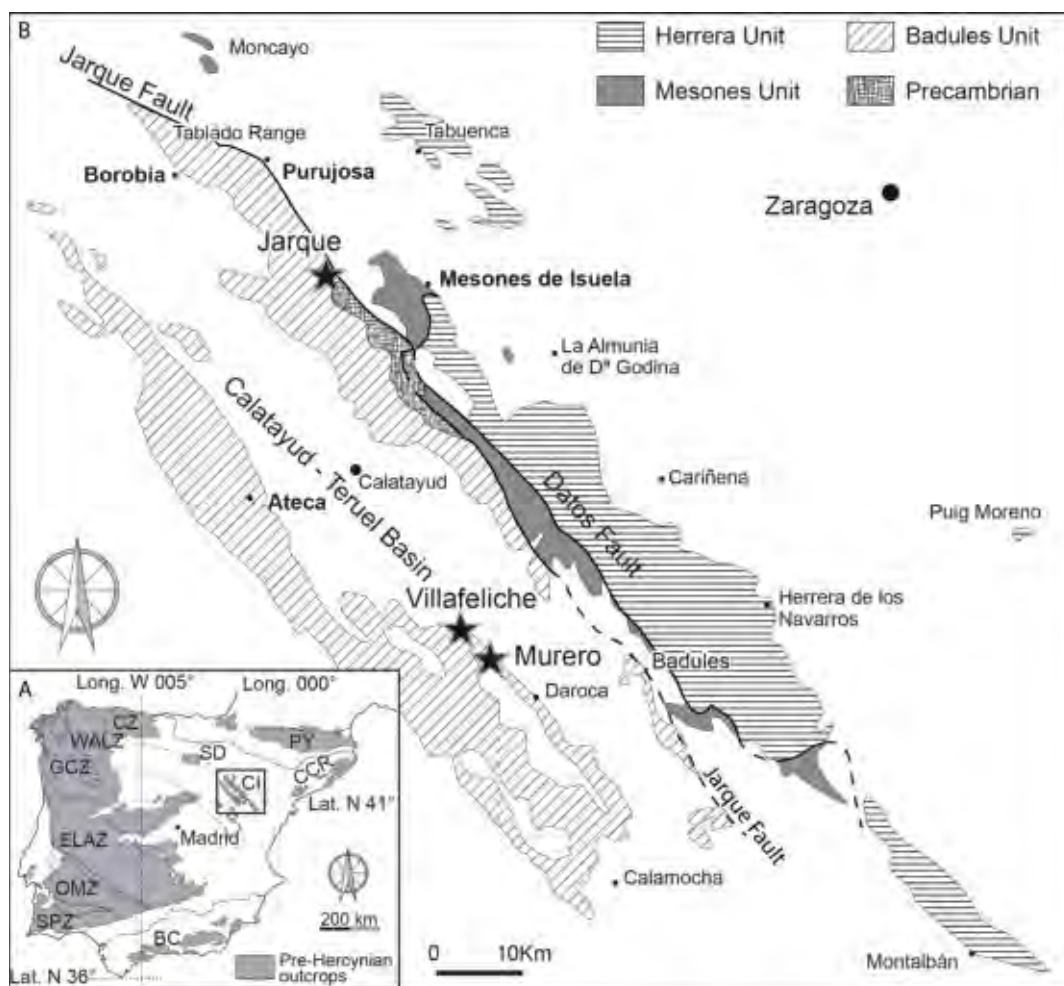 B
Moncayo
Herrera Unit
Badules Unit
Mesones Unit
Precambrian
Jarque Fault
Tablado Range
Tabuenca
Borobia
Purujosa
Zaragoza
Jarque
Mesones de Isuela
La Almunia
de Dª Godina
Calatayud - Teruel Basin
Calatayud
Cariñena
Ateca
Datos Fault
Puig Moreno
Villafeliche
Herrera de los
Navarros
Murero
Badules
Daroca
Jarque Fault
Calamocha
Montalbán
0 10Km
A
Long. W 005°
Long. 000°
CZ
WALZ
PY
SD
GCZ
CCR
CI
Lat. N 41°
Madrid
ELAZ
OMZ
200 km
SPZ
BC
Pre-Hercynian
outcrops
Lat. N 36°